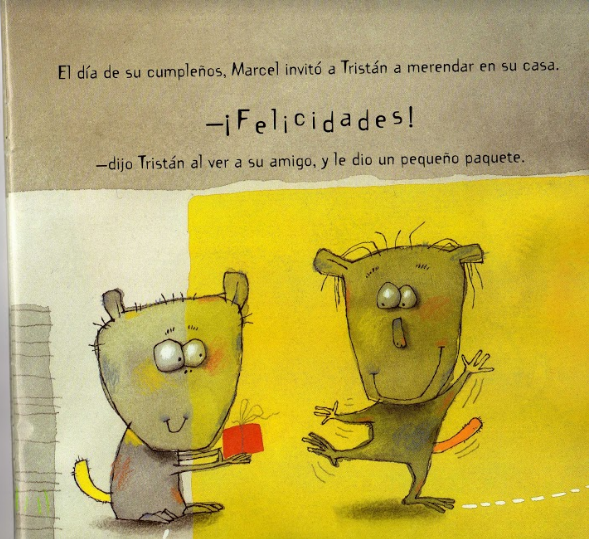 El día de su cumpleños, Marcel invitó a Tristán a merendar en su casa.
—¡Felicidades!
—dijo Tristán al ver a su amigo, y le dio un pequeño paquete.